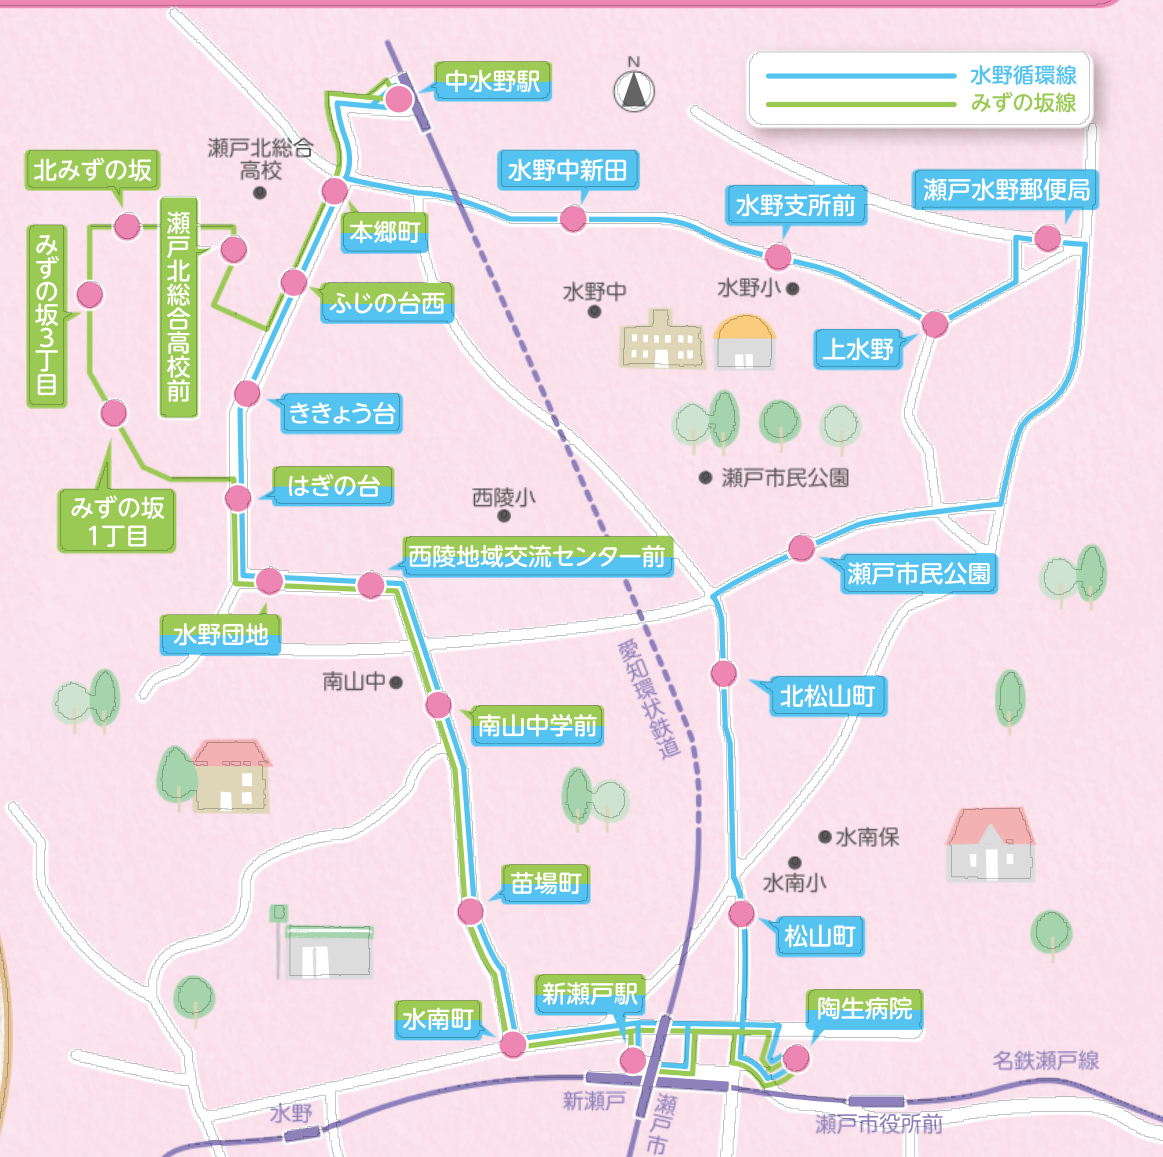 水野循環線
みずの坂線
N
中水野駅
瀬戸北総合
高校
北みずの坂
瀬戸北総合高校前
みずの坂3丁目
本郷町
水野中新田
水野支所前
瀬戸水野郵便局
ふじの台西
水野中
水野小
上水野
ききょう台
瀬戸市民公園
はぎの台
みずの坂
1丁目
西陵小
西陵地域交流センター前
瀬戸市民公園
水野団地
愛知環状鉄道
南山中
北松山町
南山中学前
水南保
水南小
苗場町
松山町
新瀬戸駅
陶生病院
水南町
名鉄瀬戸線
新瀬戸
瀬戸市
水野
瀬戸市役所前